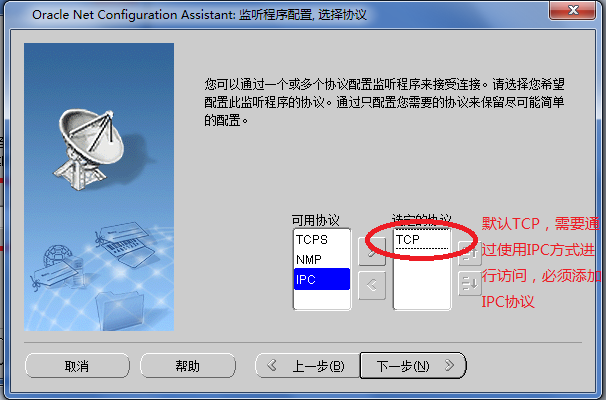 Oracle Net Configuration Assistant: 监听程序配置, 选择协议
您可以通过一个或多个协议配置监听程序来接受连接。请选择您希望
配置此监听程序的协议。通过只配置您需要的协议来保留尽可能简单
的配置。
可用协议
TCPS
NMP
IPC
选定的协议
TCP
默认TCP，需要通
过使用IPC方式进
行访问，必须添加
IPC协议
取消
帮助
上一步(B)
下一步(N)